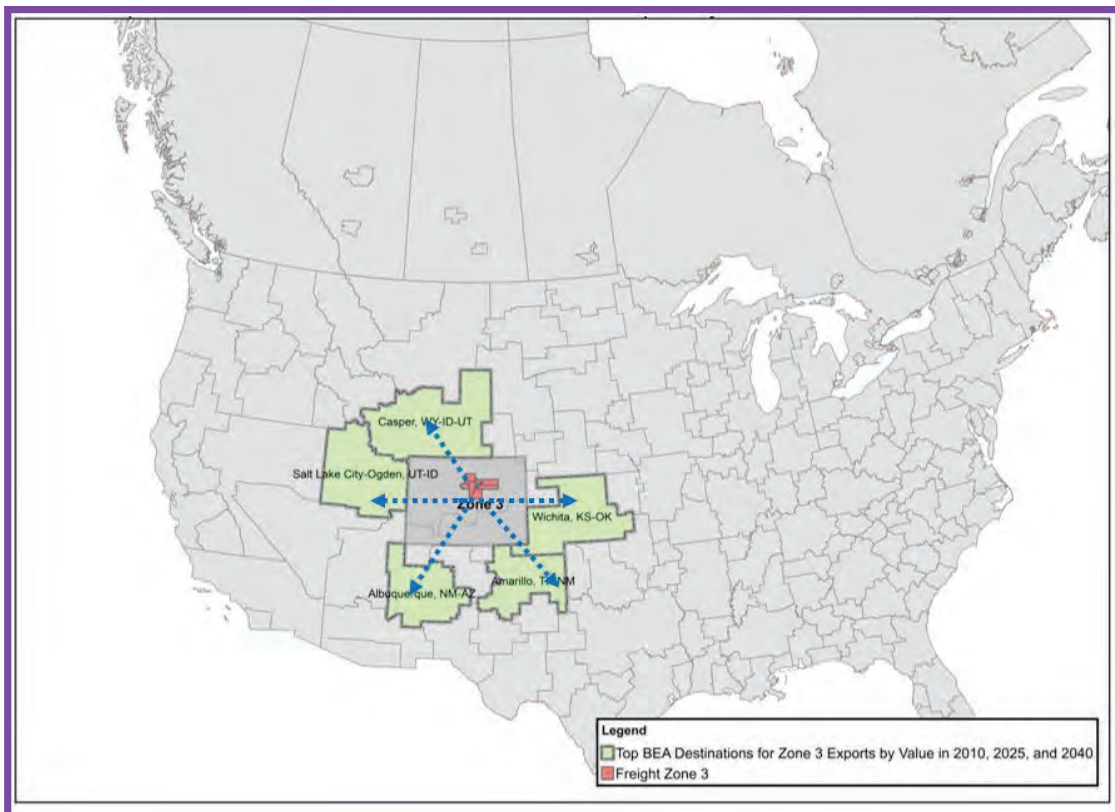 Casper, WY-ID-UT
Salt Lake City-Ogden, UT-ID
Zone 3
Wichita, KS-OK
Amarillo, TX-NM
Albuquerque, NM-AZ
Legend
Top BEA Destinations for Zone 3 Exports by Value in 2010, 2025, and 2040
Freight Zone 3